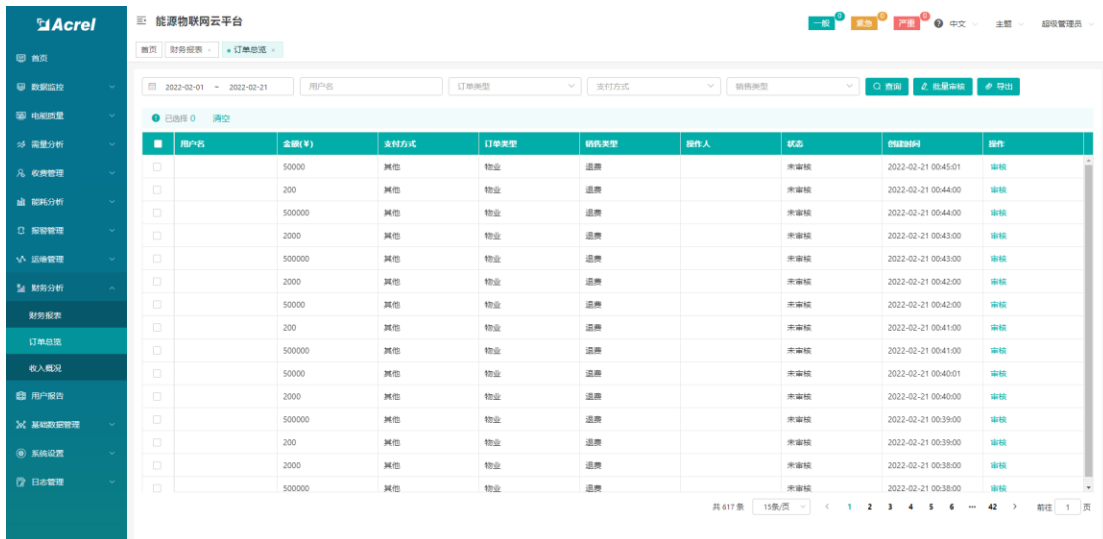 Acrel
能源物联网云平台
一般 0 紧急 0 严重 0 中文 主题 超级管理员
首页 财务报表 订单总览
首页
数据监控
电能质量
需量分析
收费管理
能耗分析
报警管理
运维管理
财务分析
财务报表
订单总览
收入概况
用户报告
基础数据管理
系统设置
日志管理
2022-02-01 - 2022-02-21 用户名 订单类型 支付方式 销售类型 查询 批量审核 导出
已选择 0 清空
用户名 金额(¥) 支付方式 订单类型 销售类型 操作人 状态 创建时间 操作
50000 其他 物业 退费 未审核 2022-02-21 00:45:01 审核
200 其他 物业 退费 未审核 2022-02-21 00:44:00 审核
500000 其他 物业 退费 未审核 2022-02-21 00:44:00 审核
2000 其他 物业 退费 未审核 2022-02-21 00:43:00 审核
500000 其他 物业 退费 未审核 2022-02-21 00:43:00 审核
2000 其他 物业 退费 未审核 2022-02-21 00:42:00 审核
50000 其他 物业 退费 未审核 2022-02-21 00:42:00 审核
200 其他 物业 退费 未审核 2022-02-21 00:41:00 审核
500000 其他 物业 退费 未审核 2022-02-21 00:41:00 审核
50000 其他 物业 退费 未审核 2022-02-21 00:40:01 审核
2000 其他 物业 退费 未审核 2022-02-21 00:40:00 审核
500000 其他 物业 退费 未审核 2022-02-21 00:39:00 审核
200 其他 物业 退费 未审核 2022-02-21 00:39:00 审核
2000 其他 物业 退费 未审核 2022-02-21 00:38:00 审核
500000 其他 物业 退费 未审核 2022-02-21 00:38:00 审核
共 617 条 15条/页 < 1 2 3 4 5 6 ··· 42 > 前往 1 页